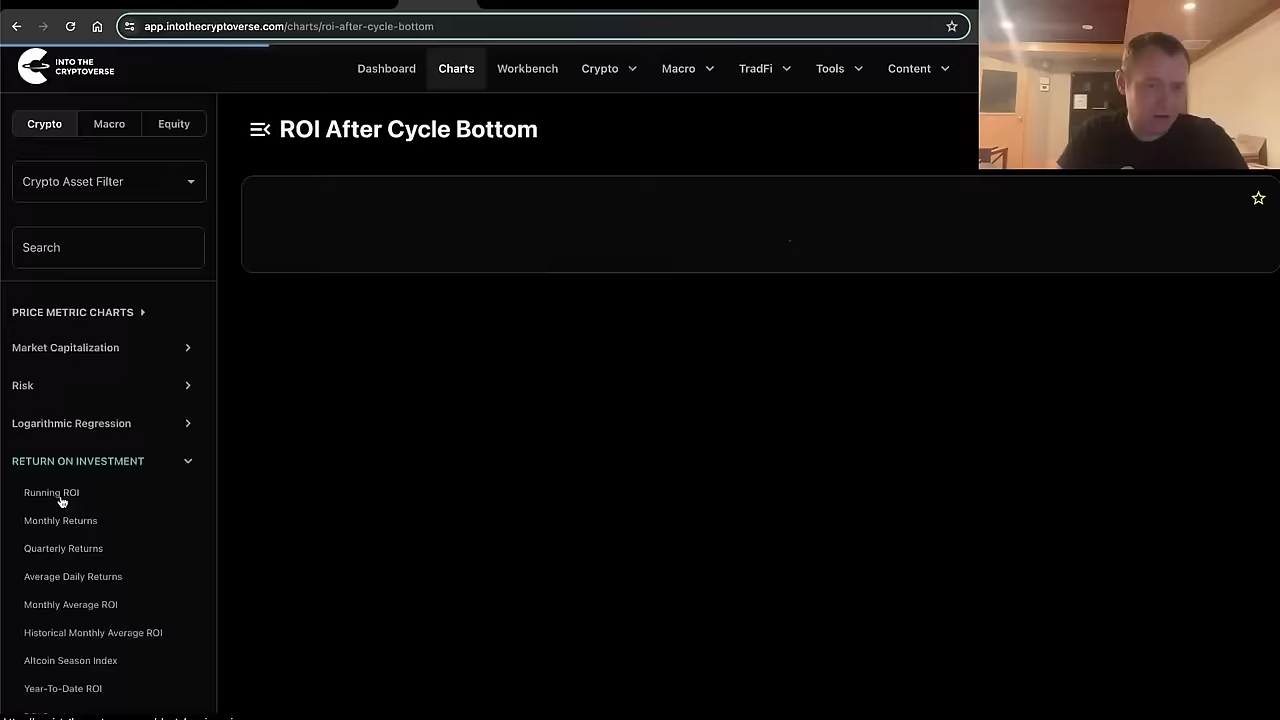 app.intothecryptoverse.com/charts/roi-after-cycle-bottom
INTO THE
CRYPTOVERSE
Dashboard
Charts
Workbench
Crypto
Macro
TradFi
Tools
Content
Crypto
Macro
Equity
ROI After Cycle Bottom
Crypto Asset Filter
Search
PRICE METRIC CHARTS
Market Capitalization
Risk
Logarithmic Regression
RETURN ON INVESTMENT
Running ROI
Monthly Returns
Quarterly Returns
Average Daily Returns
Monthly Average ROI
Historical Monthly Average ROI
Altcoin Season Index
Year-To-Date ROI